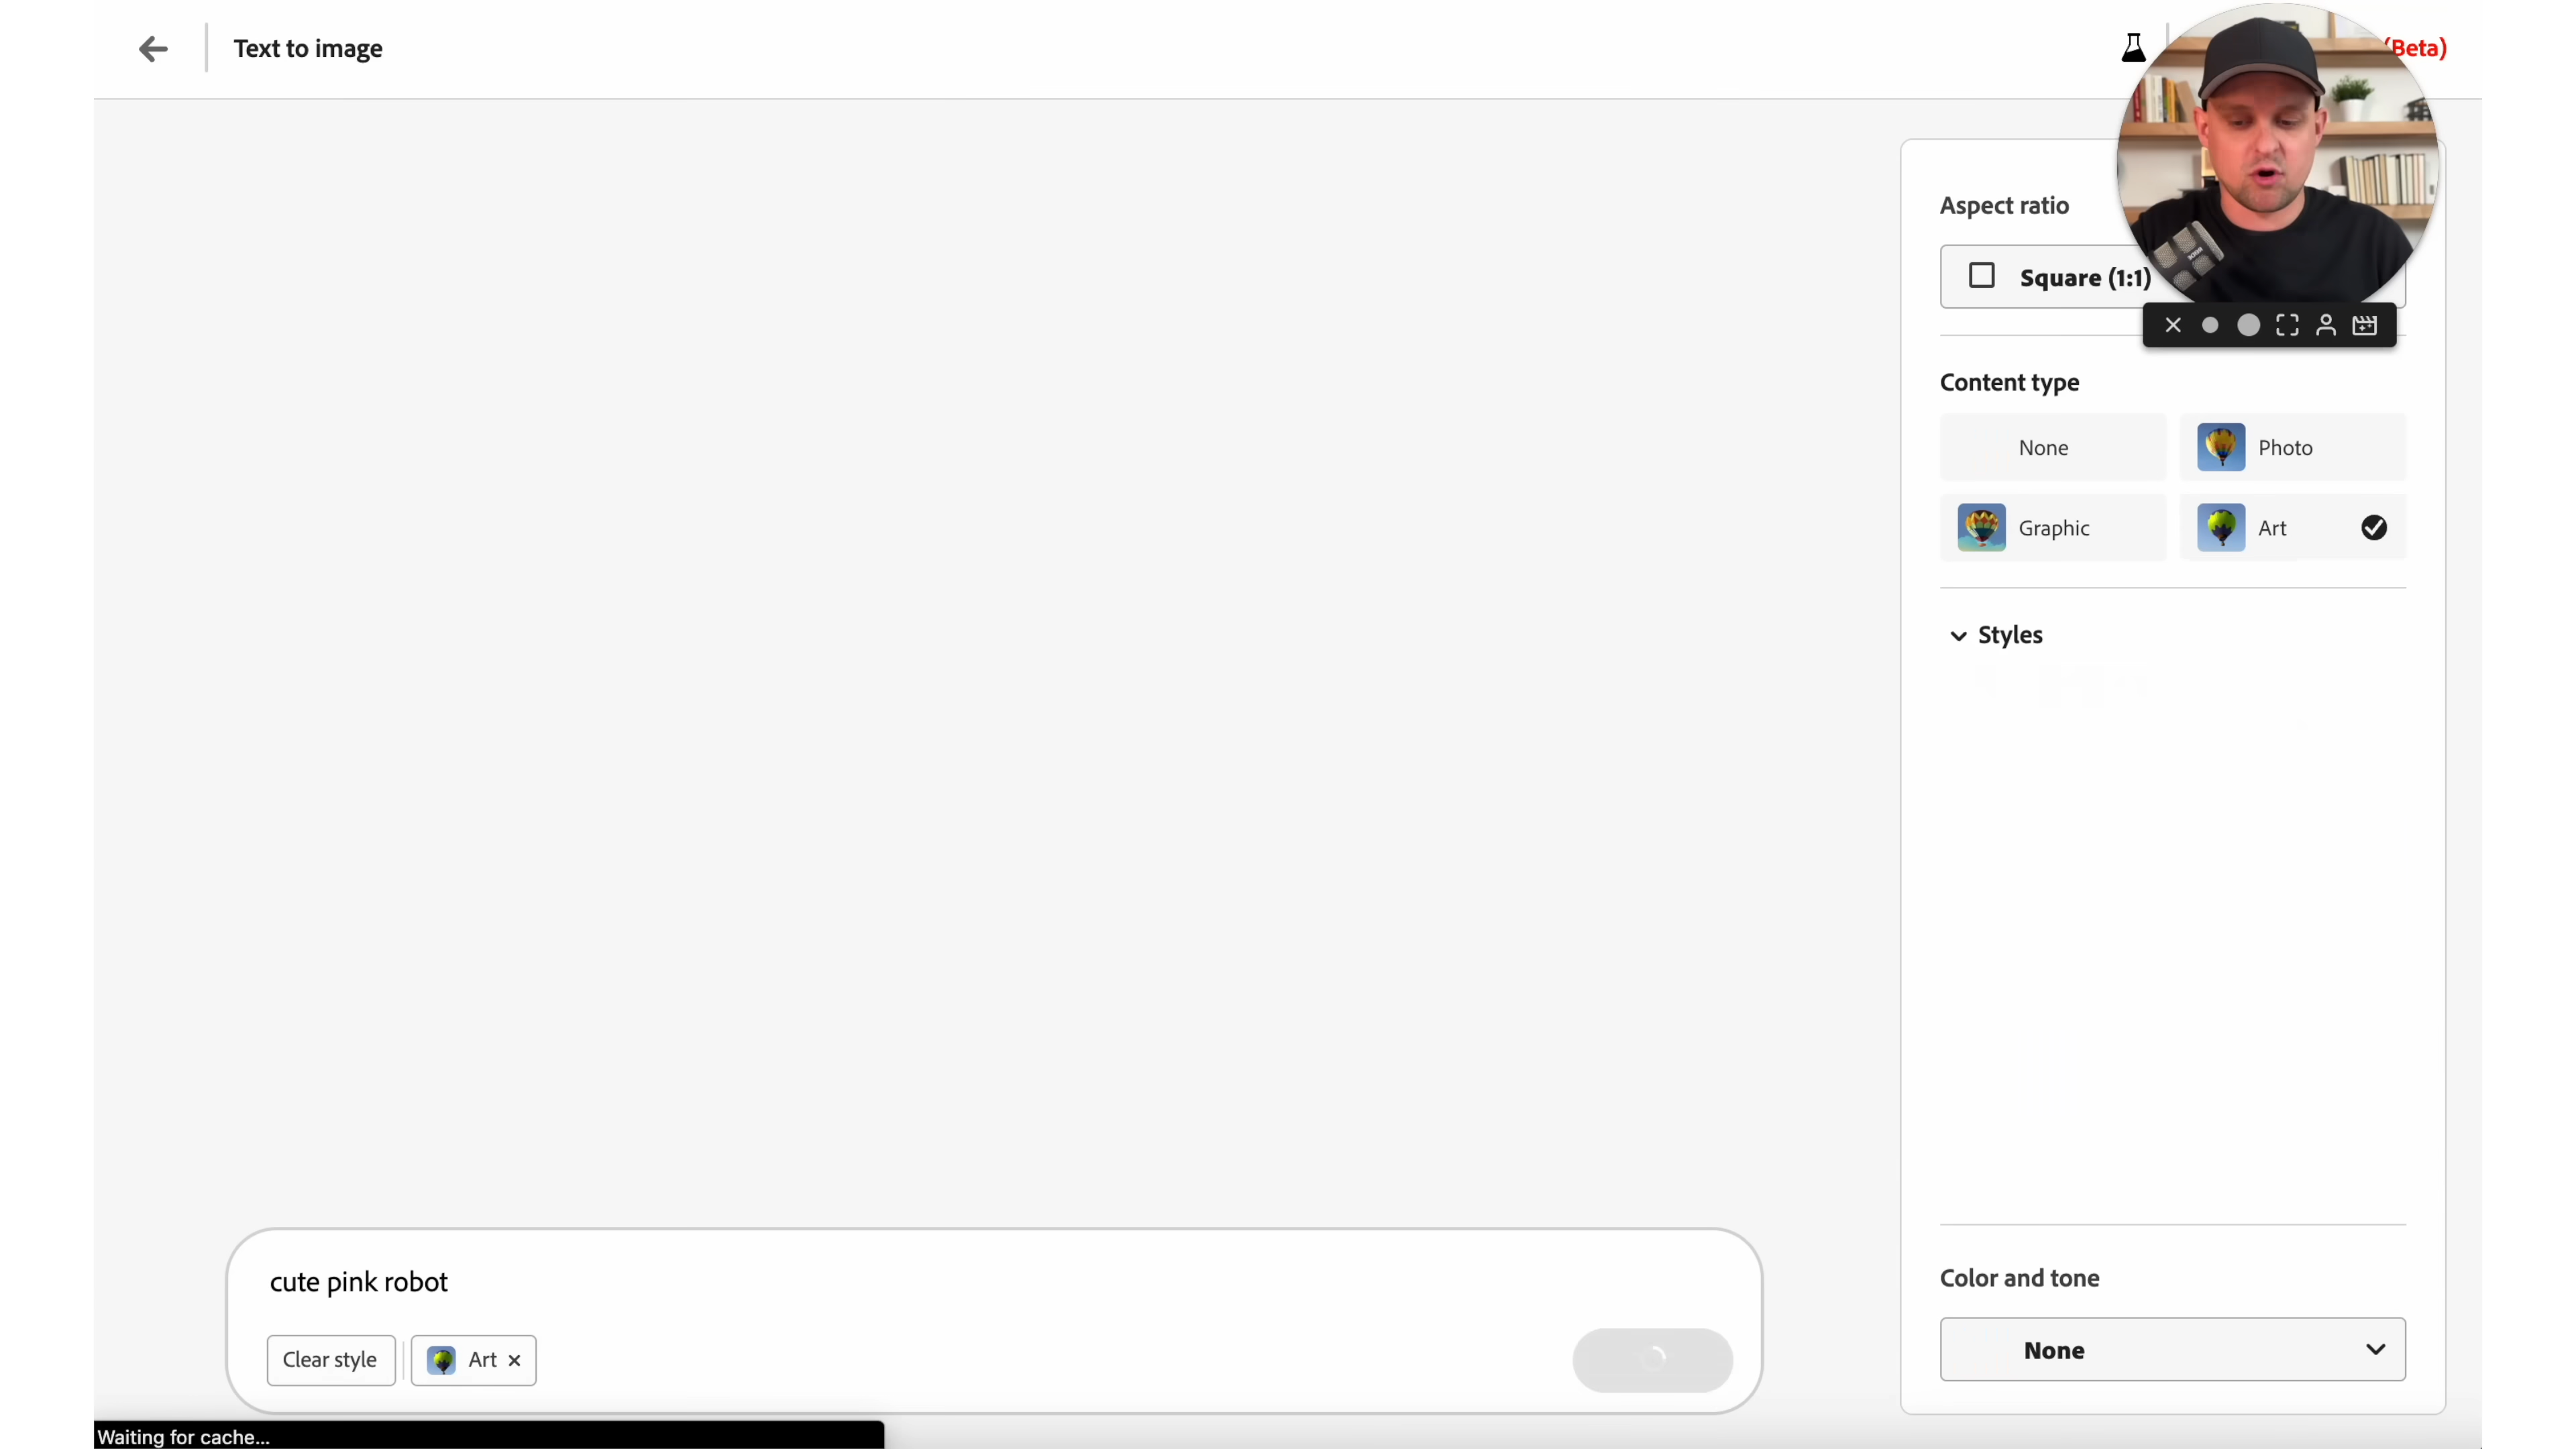 Text to image
(Beta)
Aspect ratio
Square (1:1)
Content type
None
Photo
Graphic
Art
Styles
cute pink robot
Clear style
Art
Color and tone
None
Waiting for cache...